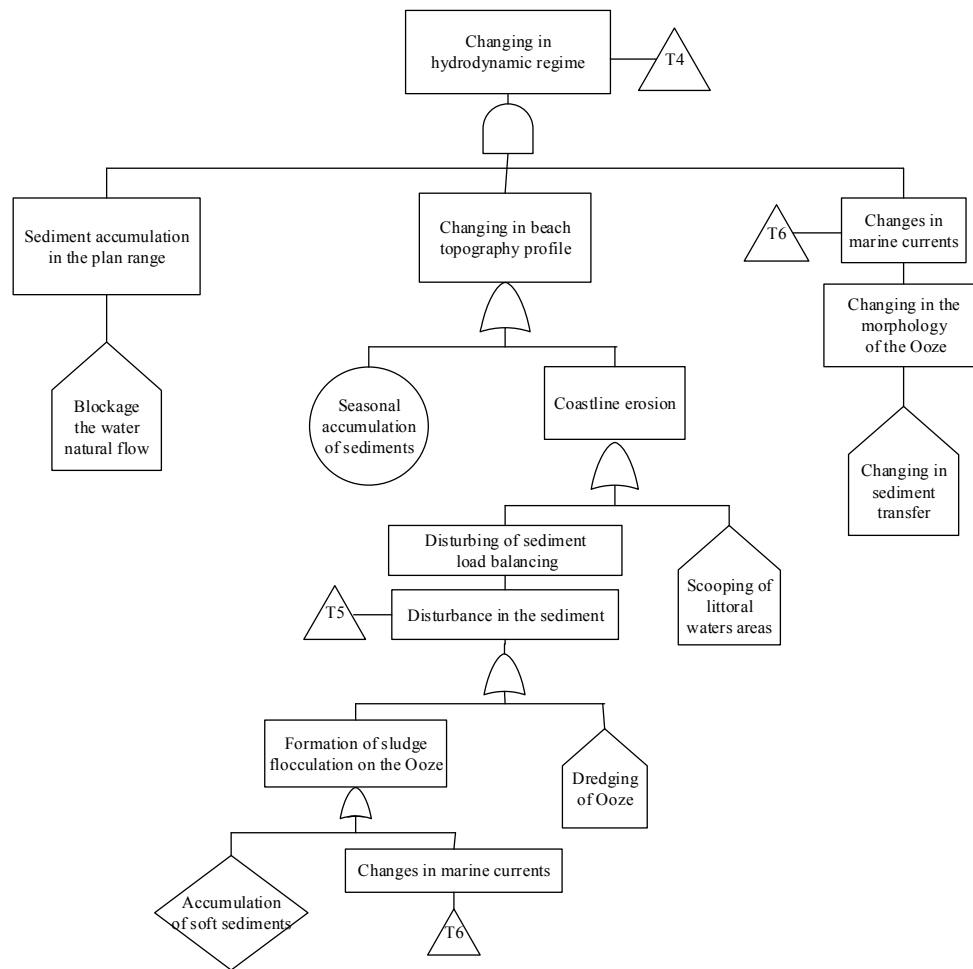 Changing in
hydrodynamic regime
T4
Sediment accumulation
in the plan range
Changing in beach
topography profile
T6
Changes in
marine currents
Changing in the
morphology
of the Ooze
Blockage
the water
natural flow
Seasonal
accumulation
of sediments
Coastline erosion
Changing in
sediment
transfer
Disturbing of sediment
load balancing
Scooping of
littoral
waters areas
T5
Disturbance in the sediment
Formation of sludge
flocculation on the Ooze
Dredging
of Ooze
Changes in marine currents
Accumulation
of soft sediments
T6